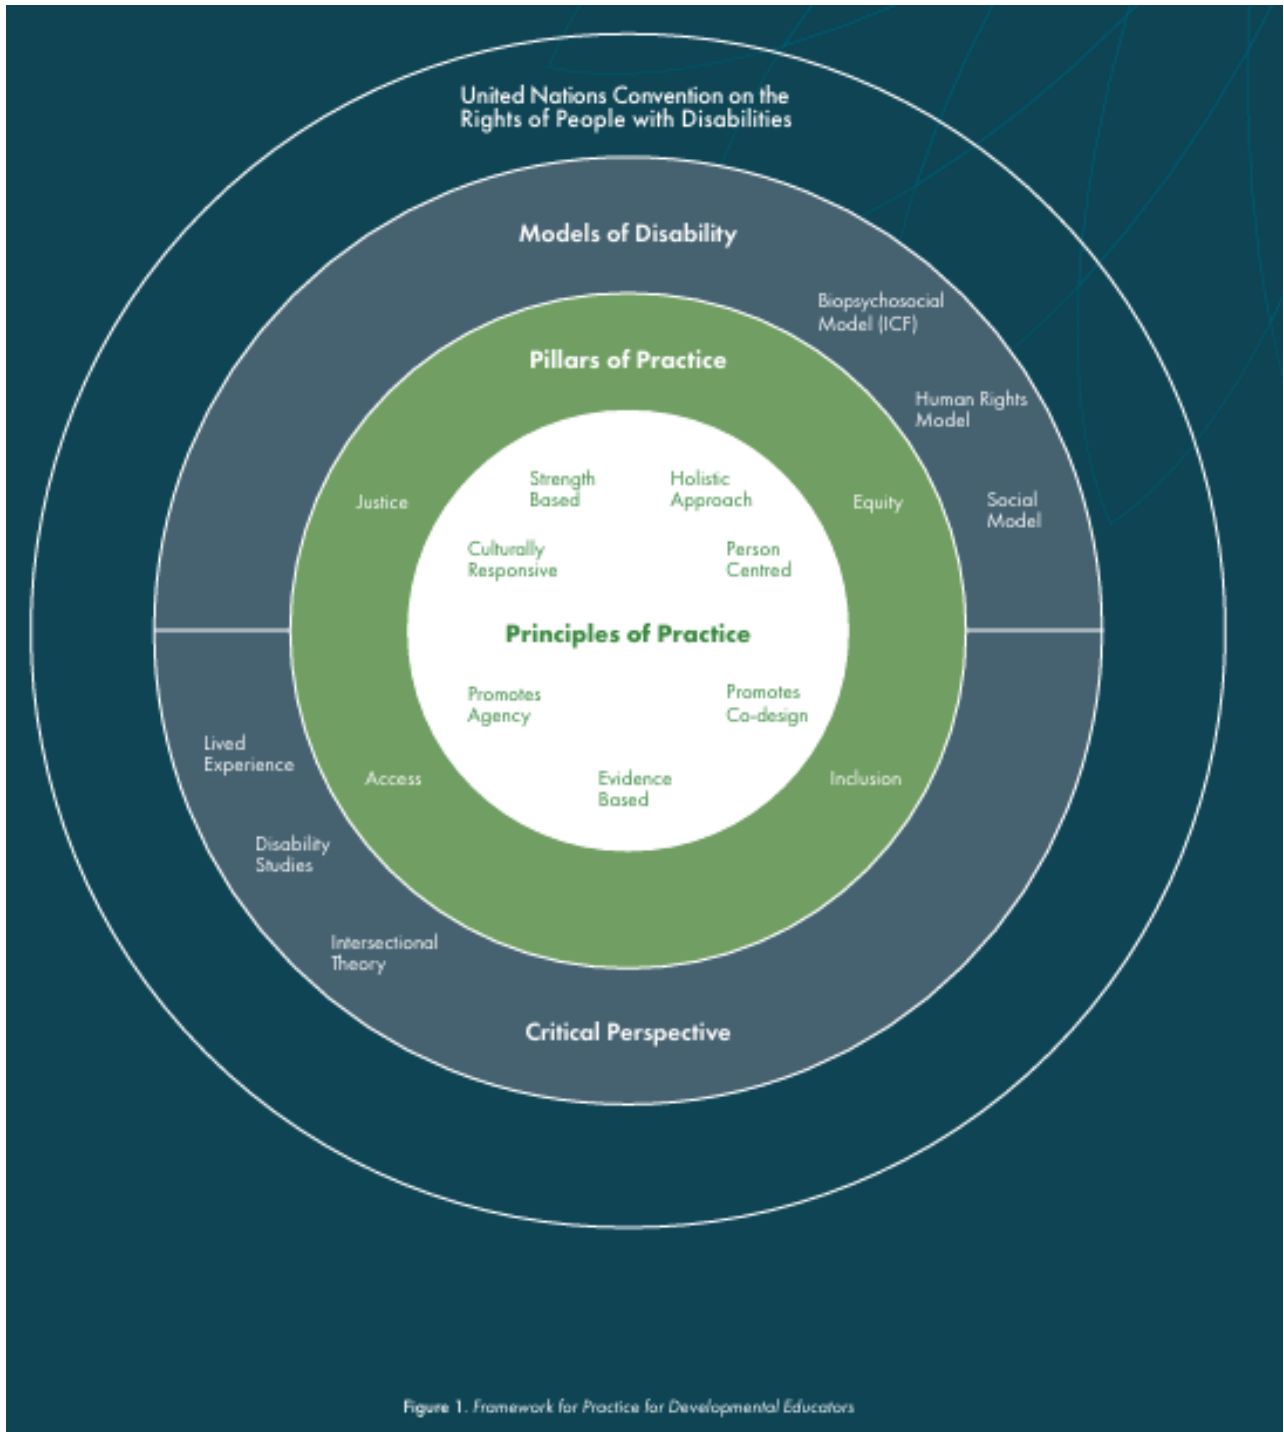 United Nations Convention on the
Rights of People with Disabilities
Models of Disability
Biopsychosocial
Model (ICF)
Human Rights
Model
Social
Model
Pillars of Practice
Justice
Equity
Access
Inclusion
Strength
Based
Holistic
Approach
Culturally
Responsive
Person
Centred
Principles of Practice
Promotes
Agency
Promotes
Co-design
Evidence
Based
Lived
Experience
Disability
Studies
Intersectional
Theory
Critical Perspective
Figure 1. Framework for Practice for Developmental Educators